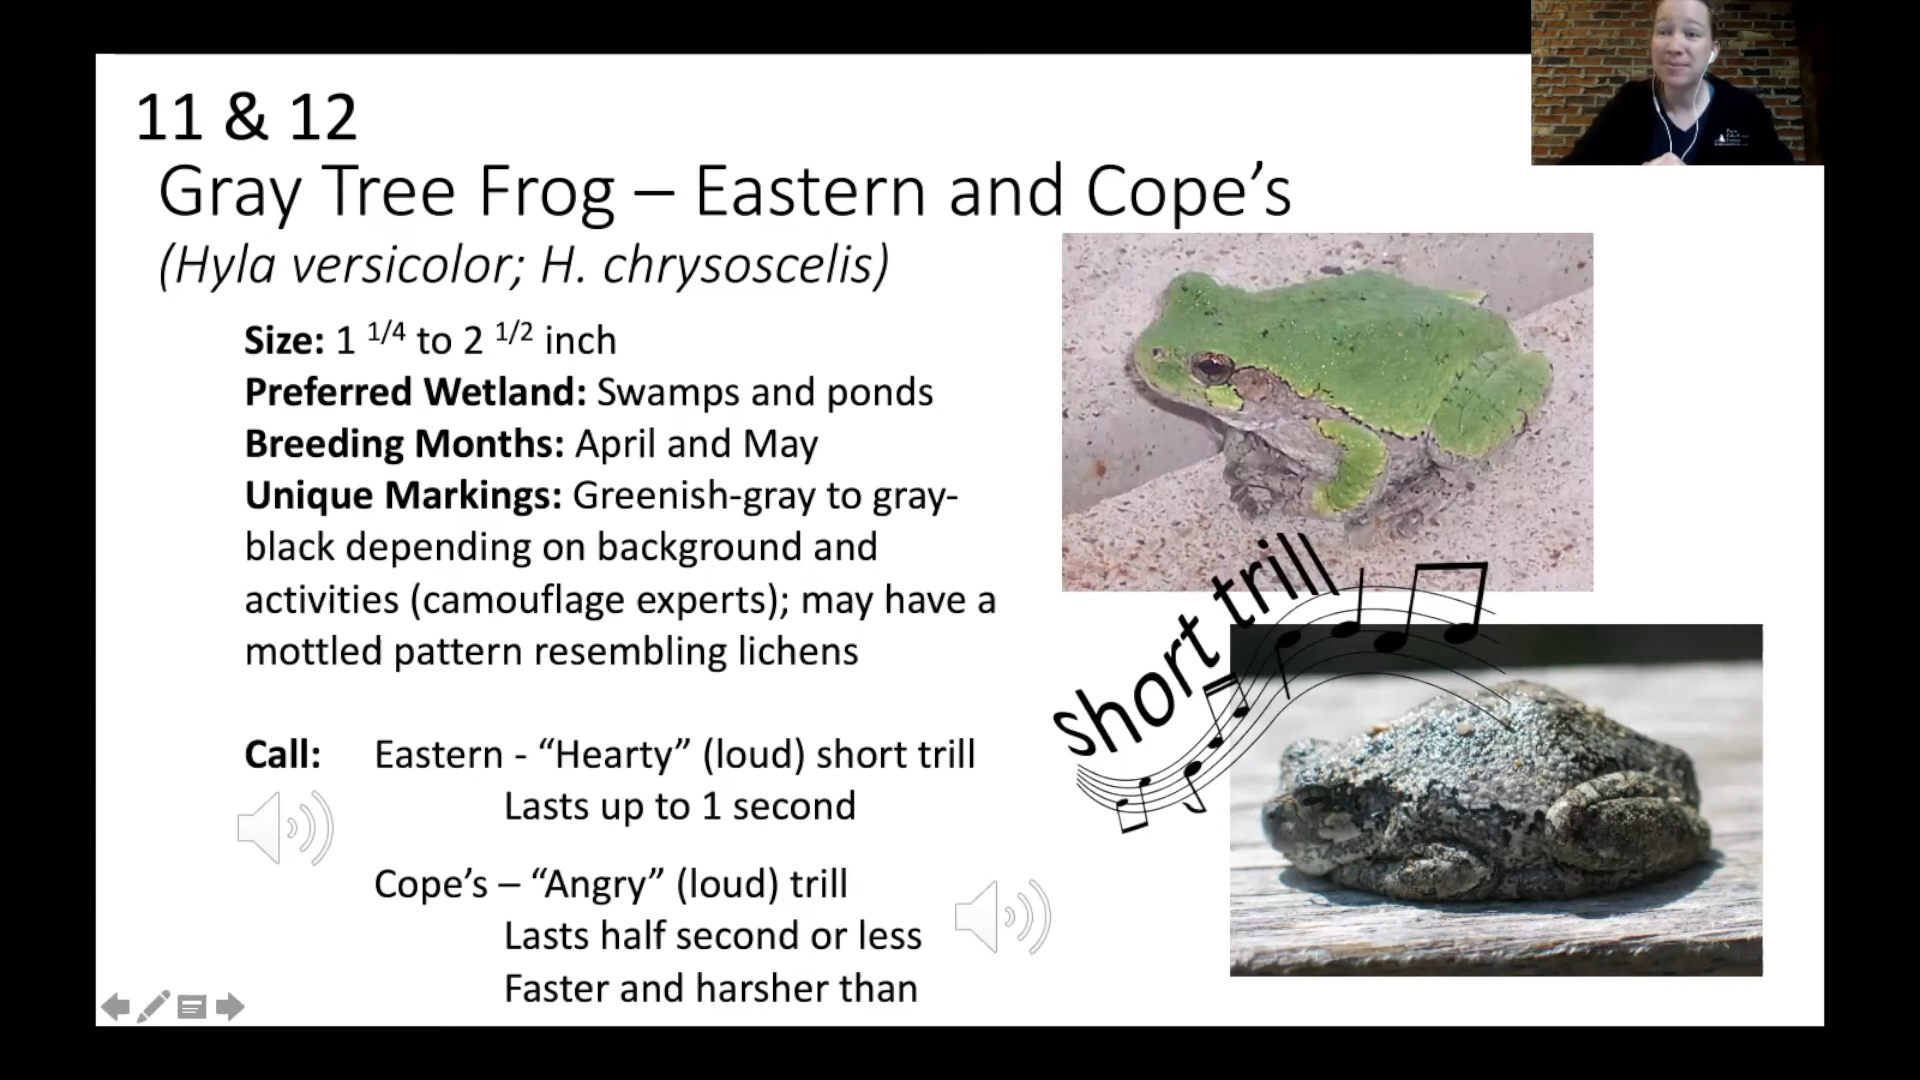 11 & 12
Gray Tree Frog – Eastern and Cope’s
(Hyla versicolor; H. chrysoscelis)
Size: 1 1/4 to 2 1/2 inch
Preferred Wetland: Swamps and ponds
Breeding Months: April and May
Unique Markings: Greenish-gray to gray-
black depending on background and
activities (camouflage experts); may have a
mottled pattern resembling lichens
Short trill
Call: Eastern - “Hearty” (loud) short trill
Lasts up to 1 second
Cope’s – “Angry” (loud) trill
Lasts half second or less
Faster and harsher than